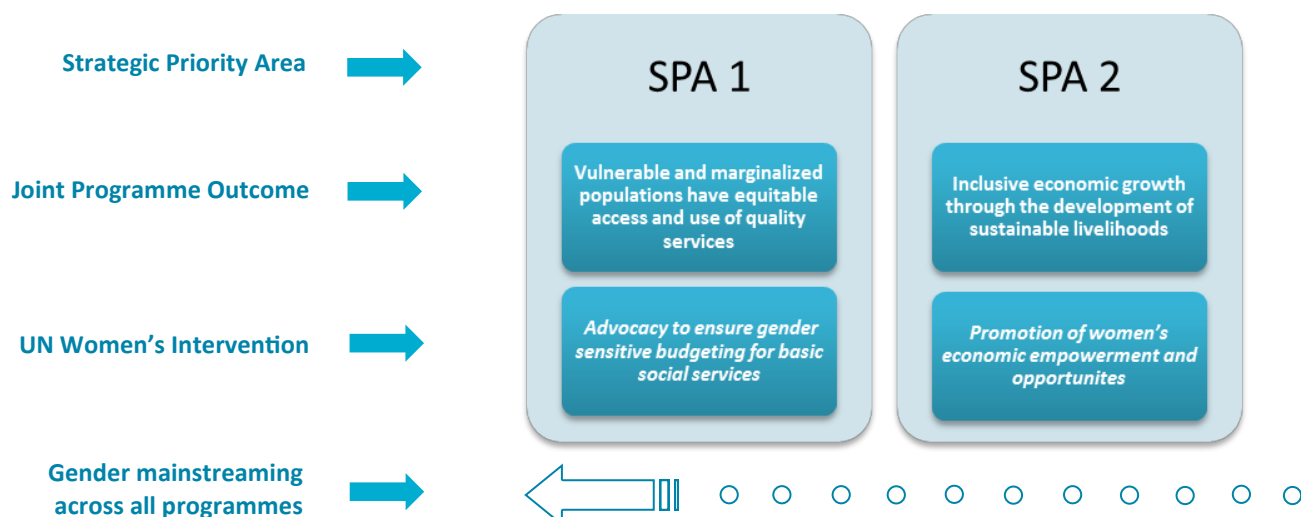 Strategic Priority Area
SPA 1
SPA 2
Joint Programme Outcome
Vulnerable and marginalized
populations have equitable
access and use of quality
services
Inclusive economic growth
through the development of
sustainable livelihoods
UN Women’s Intervention
Advocacy to ensure gender
sensitive budgeting for basic
social services
Promotion of women’s
economic empowerment and
opportunites
Gender mainstreaming
across all programmes